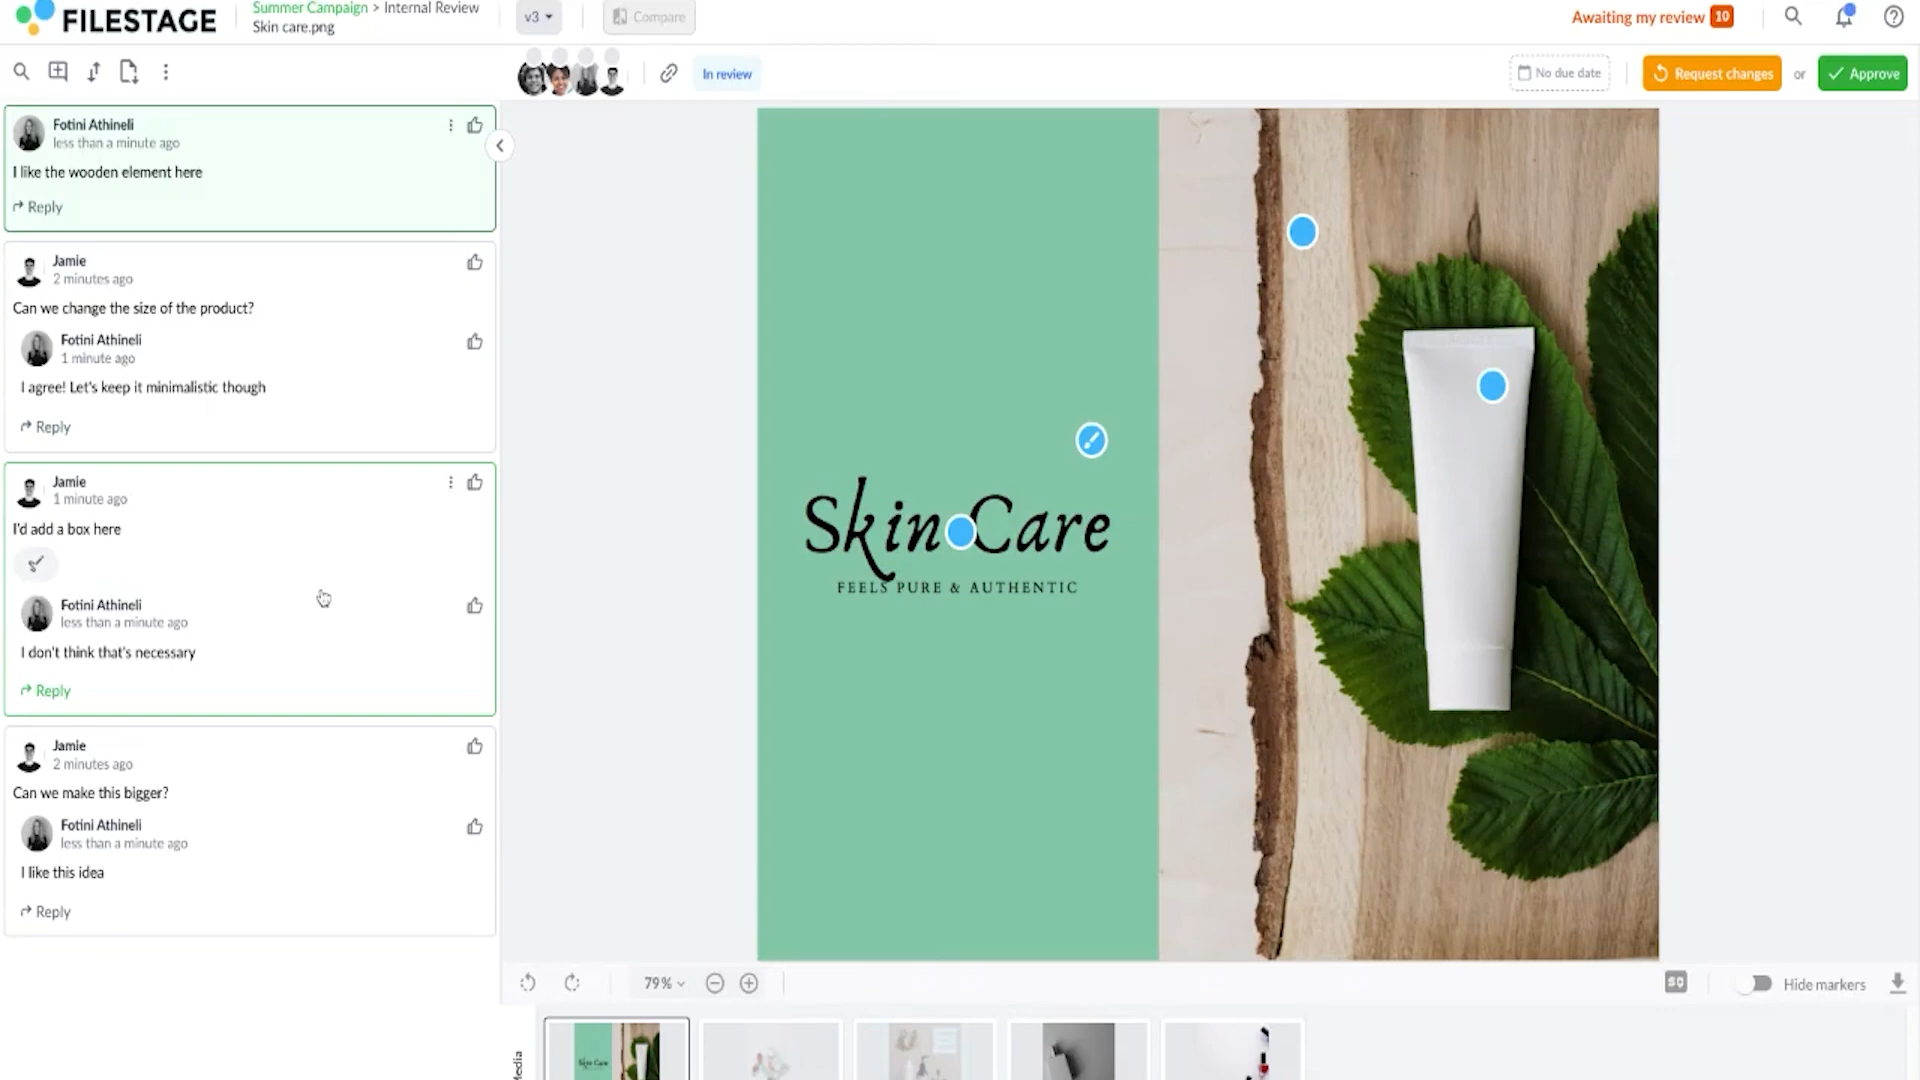 FILESTAGE
Summer Campaign > Internal Review
Skin care.png
v3
Compare
Awaiting my review 10
In review
No due date
Request changes
or
Approve
Fotini Athineli
less than a minute ago
I like the wooden element here
Reply
Jamie
2 minutes ago
Can we change the size of the product?
Fotini Athineli
1 minute ago
I agree! Let's keep it minimalistic though
Reply
Jamie
1 minute ago
I'd add a box here
Fotini Athineli
less than a minute ago
I don't think that's necessary
Reply
Jamie
2 minutes ago
Can we make this bigger?
Fotini Athineli
less than a minute ago
I like this idea
Reply
Skin Care
FEELS PURE & AUTHENTIC
79%
Hide markers
Skin Care